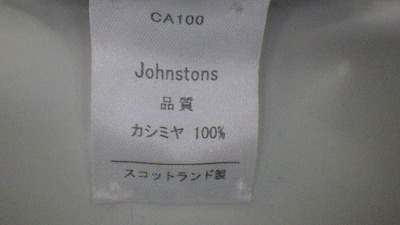 CA100
Johnstons
品質
カシミヤ 100%
スコットランド製